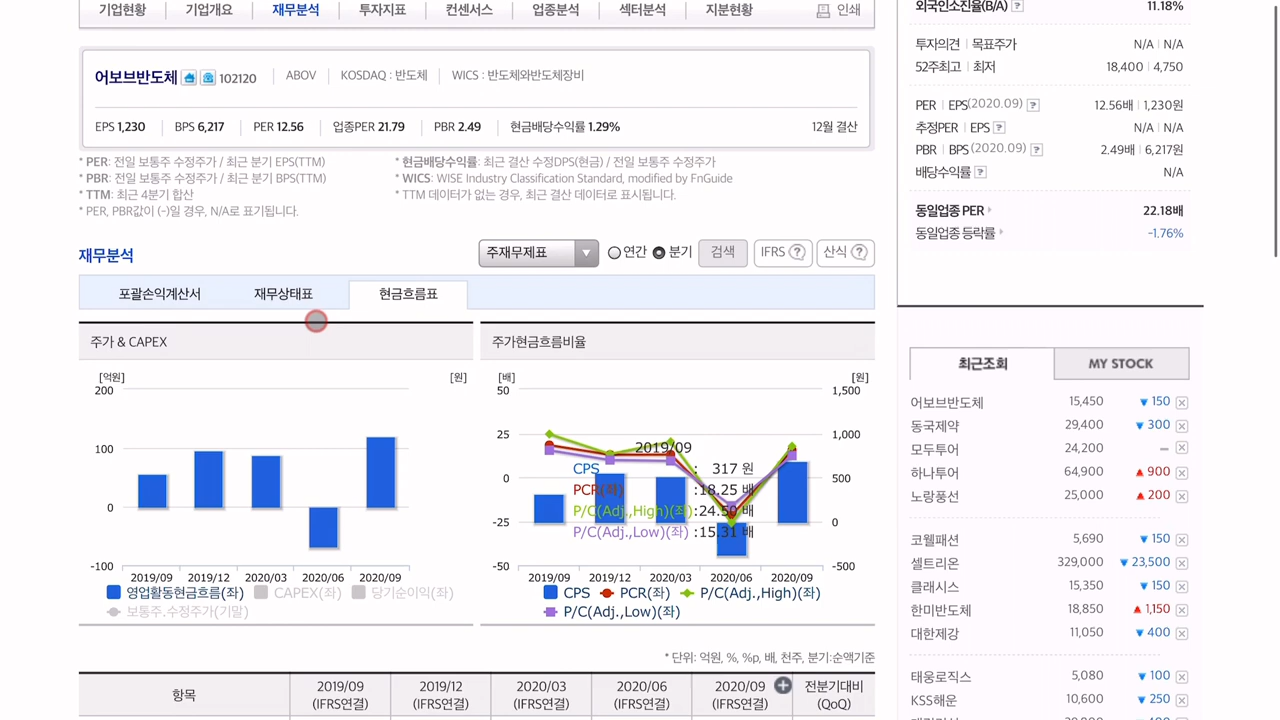 기업현황 | 기업개요 | 재무분석 | 투자지표 | 컨센서스 | 업종분석 | 섹터분석 | 지분현황 인쇄
어보브반도체 102120 | ABOV | KOSDAQ : 반도체 | WICS : 반도체와반도체장비
EPS 1,230 | BPS 6,217 | PER 12.56 | 업종PER 21.79 | PBR 2.49 | 현금배당수익률 1.29% 12월 결산
* PER: 전일 보통주 수정주가 / 최근 분기 EPS(TTM)
* PBR: 전일 보통주 수정주가 / 최근 분기 BPS(TTM)
* TTM: 최근 4분기 합산
* PER, PBR값이 (-)일 경우, N/A로 표기됩니다.
* 현금배당수익률: 최근 결산 수정DPS(현금) / 전일 보통주 수정주가
* WICS: WISE Industry Classification Standard, modified by FnGuide
* TTM 데이터가 없는 경우, 최근 결산 데이터로 표시됩니다.
재무분석 주재무제표 연간 분기 검색 IFRS ? 산식 ?
포괄손익계산서 재무상태표 현금흐름표
주가 & CAPEX
[억원] [원]
200
100
0
-100
2019/09 2019/12 2020/03 2020/06 2020/09
영업활동현금흐름(좌) CAPEX(좌) 당기순이익(좌)
보통주.수정주가(기말)
주가현금흐름비율
[배] [원]
50 1,500
25 1,000
0 500
-25 0
-50 -500
2019/09
CPS : 317 원
PCR(좌) :18.25 배
P/C(Adj.,High)(좌) :24.50 배
P/C(Adj.,Low)(좌) :15.31 배
2019/09 2019/12 2020/03 2020/06 2020/09
CPS PCR(좌) P/C(Adj.,High)(좌)
P/C(Adj.,Low)(좌)
* 단위: 억원, %, %p, 배, 천주, 분기:순액기준
항목 2019/09 2019/12 2020/03 2020/06 2020/09 전분기대비
(IFRS연결) (IFRS연결) (IFRS연결) (IFRS연결) (IFRS연결) (QoQ)
외국인소진율(B/A) ? 11.18%
투자의견 | 목표주가 N/A | N/A
52주최고 | 최저 18,400 | 4,750
PER | EPS(2020.09) ? 12.56배 | 1,230원
추정PER | EPS ? N/A | N/A
PBR | BPS (2020.09) ? 2.49배 | 6,217원
배당수익률 ? N/A
동일업종 PER 22.18배
동일업종 등락률 -1.76%
최근조회 MY STOCK
어보브반도체 15,450 ▼ 150
동국제약 29,400 ▼ 300
모두투어 24,200 –
하나투어 64,900 ▲ 900
노랑풍선 25,000 ▲ 200
코웰패션 5,690 ▼ 150
셀트리온 329,000 ▼ 23,500
클래시스 15,350 ▼ 150
한미반도체 18,850 ▲ 1,150
대한제강 11,050 ▼ 400
태웅로직스 5,080 ▼ 100
KSS해운 10,600 ▼ 250